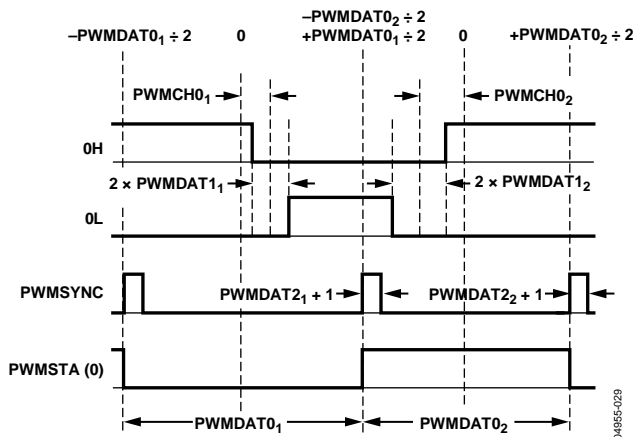 –PWMDAT0₂ ÷ 2
–PWMDAT0₁ ÷ 2 0 +PWMDAT0₁ ÷ 2 0 +PWMDAT0₂ ÷ 2
PWMCH0₁ PWMCH0₂
0H
2 × PWMDAT1₁ 2 × PWMDAT1₂
0L
PWMSYNC PWMDAT2₁ + 1 PWMDAT2₂ + 1
PWMSTA (0)
PWMDAT0₁ PWMDAT0₂
04955-029